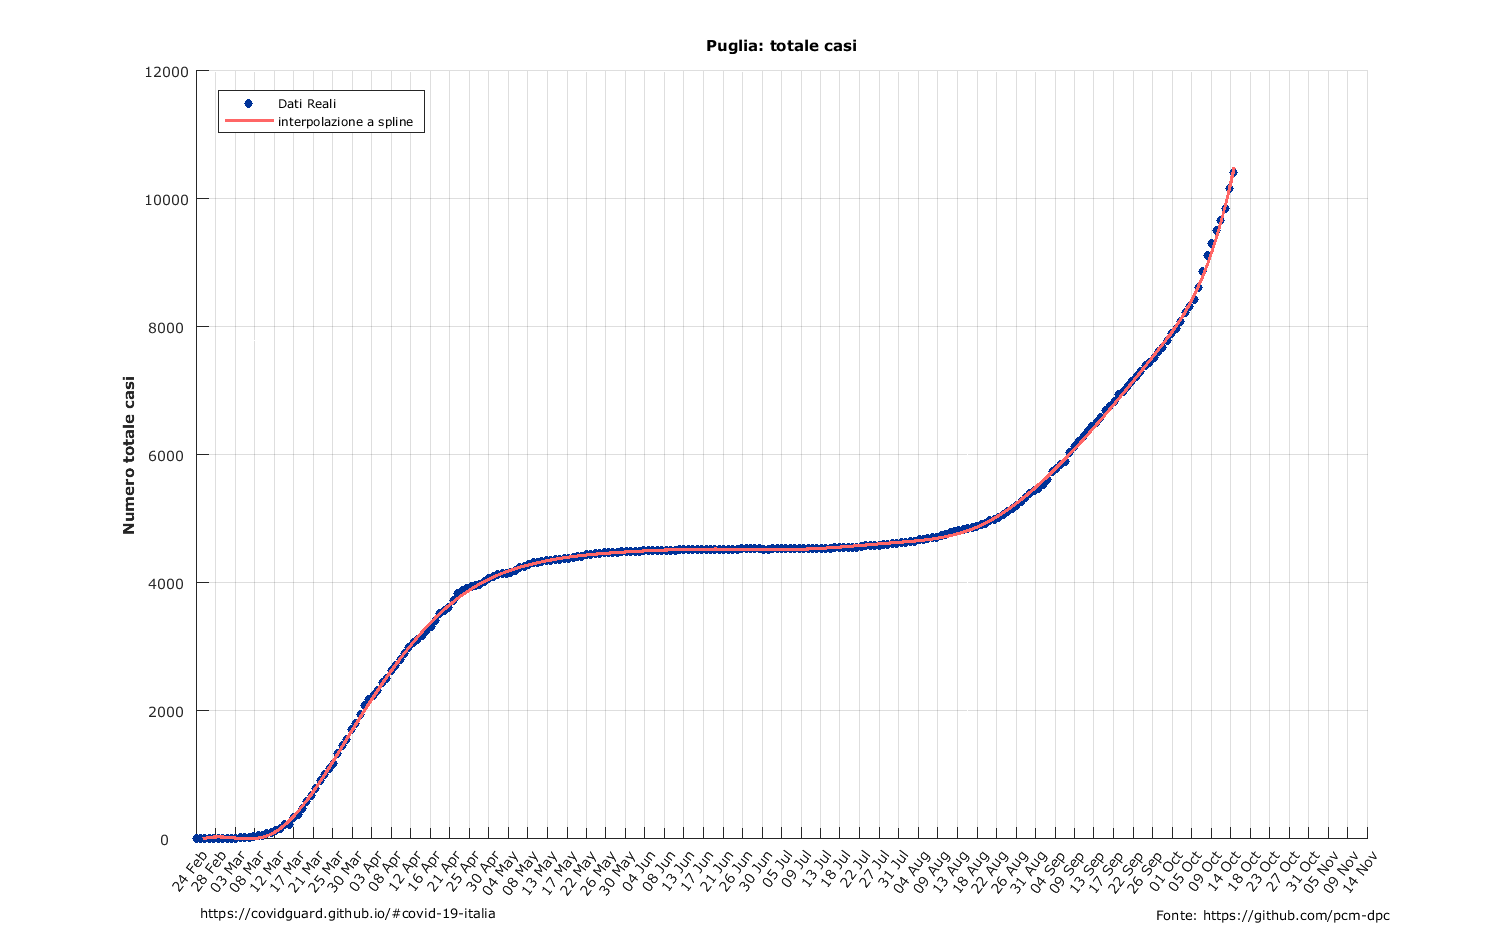 Puglia: totale casi
12000
10000
8000
6000
4000
2000
0
Numero totale casi
Dati Reali
interpolazione a spline
24 Feb
28 Feb
03 Mar
08 Mar
12 Mar
17 Mar
21 Mar
25 Mar
30 Mar
03 Apr
08 Apr
12 Apr
16 Apr
21 Apr
25 Apr
30 Apr
04 May
08 May
13 May
17 May
22 May
26 May
30 May
04 Jun
08 Jun
13 Jun
17 Jun
21 Jun
26 Jun
30 Jun
05 Jul
09 Jul
13 Jul
18 Jul
22 Jul
27 Jul
31 Jul
04 Aug
09 Aug
13 Aug
18 Aug
22 Aug
26 Aug
31 Aug
04 Sep
09 Sep
13 Sep
17 Sep
22 Sep
26 Sep
01 Oct
05 Oct
09 Oct
14 Oct
18 Oct
23 Oct
27 Oct
31 Oct
05 Nov
09 Nov
14 Nov
https://covidguard.github.io/#covid-19-italia
Fonte: https://github.com/pcm-dpc